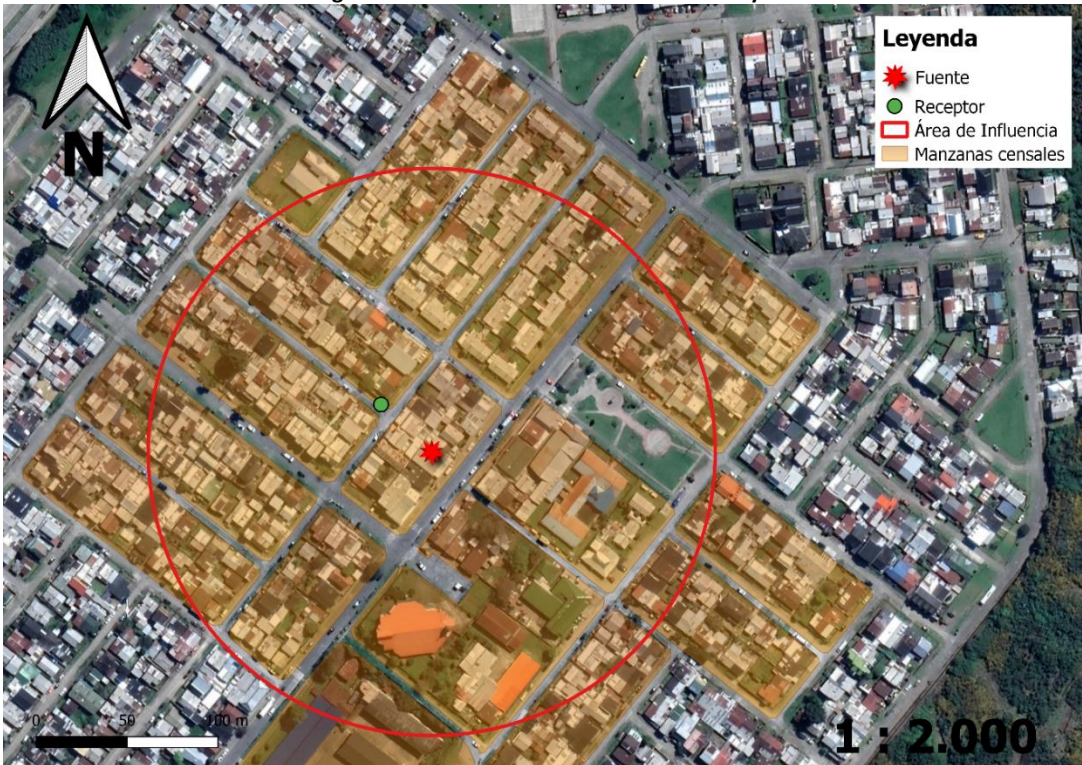 N
Leyenda
Fuente
Receptor
Área de Influencia
Manzanas censales
0 50 100 m
1 : 2.000